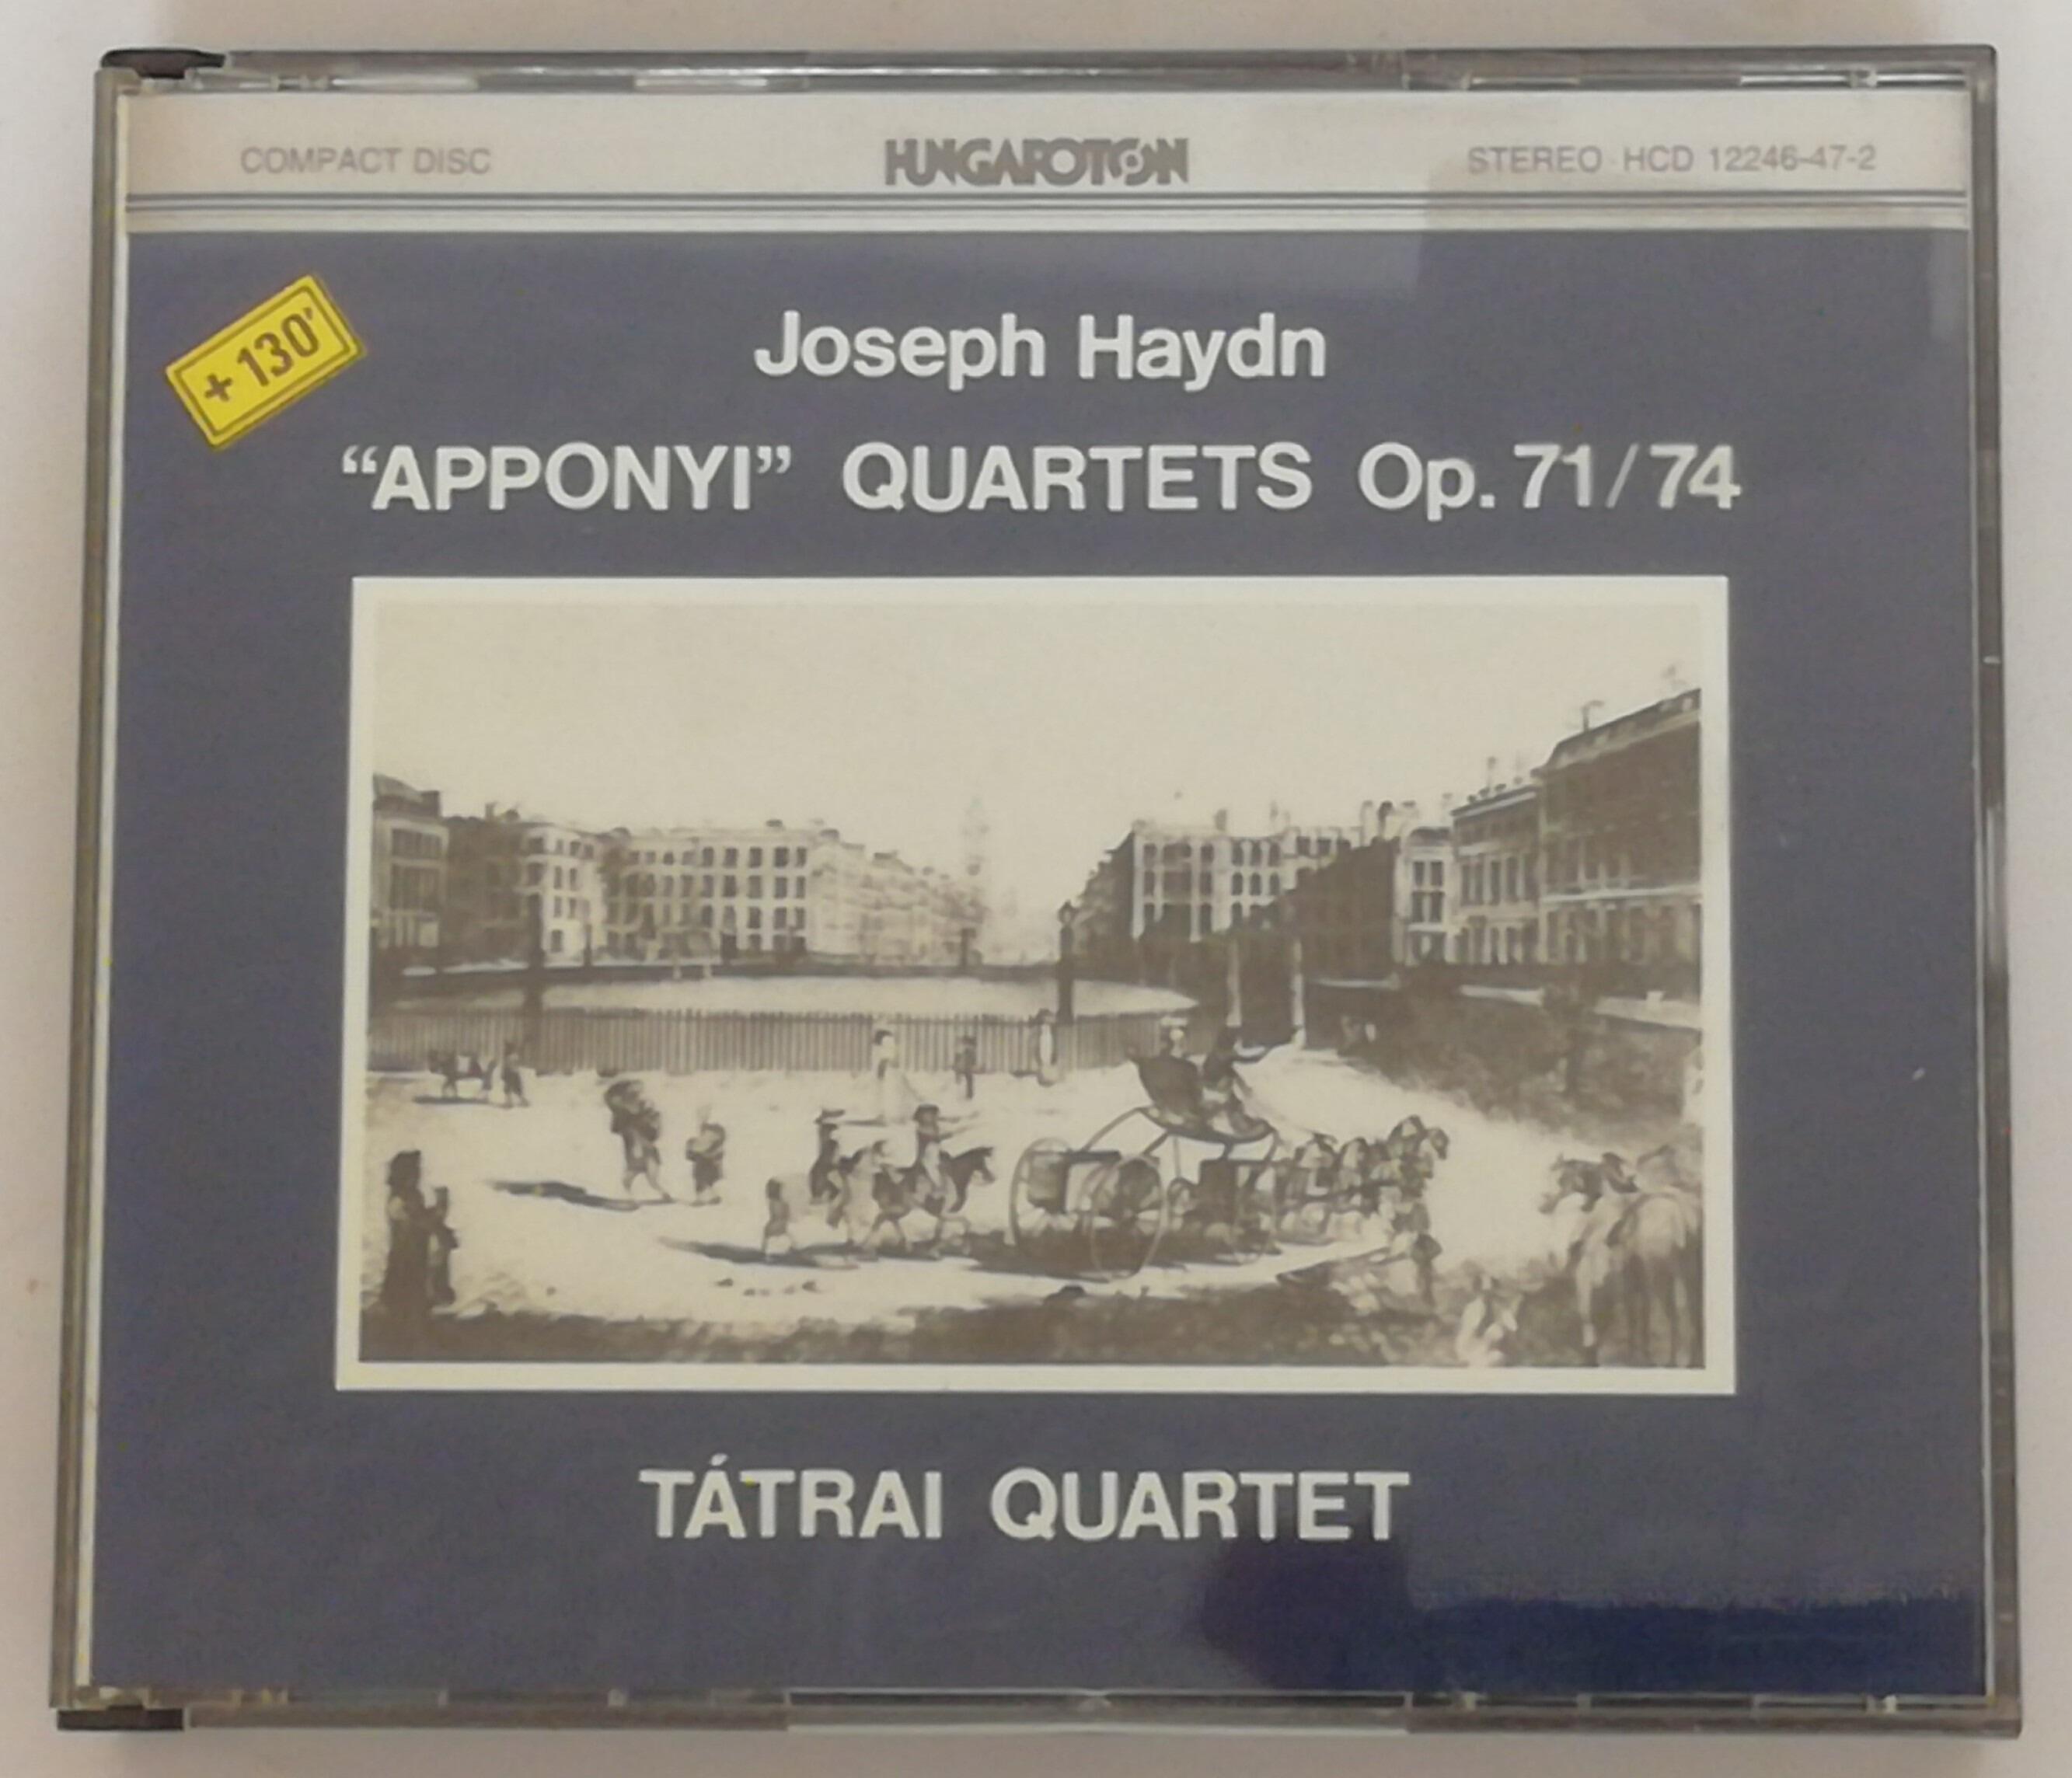 COMPACT DISC HUNGAROTON STEREO HCD 12246-47-2
+ 130'
Joseph Haydn
“APPONYI” QUARTETS Op. 71/74
TÁTRAI QUARTET